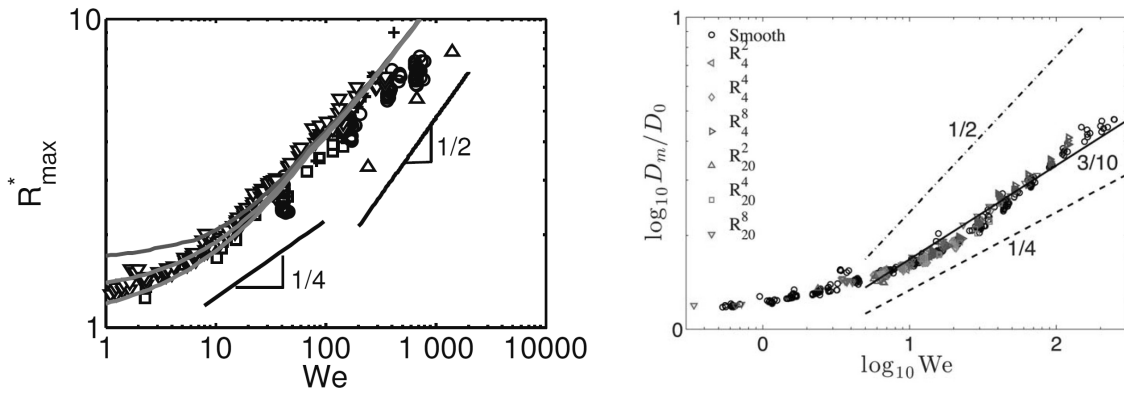 10
R*max
1
1/2
1/4
1 10 100 1 000 10000
We
1
log10 Dm/D0
0
Smooth
R^2_4
R^4_4
R^8_4
R^2_20
R^4_20
R^8_20
1/2
3/10
1/4
0 1 2
log10 We